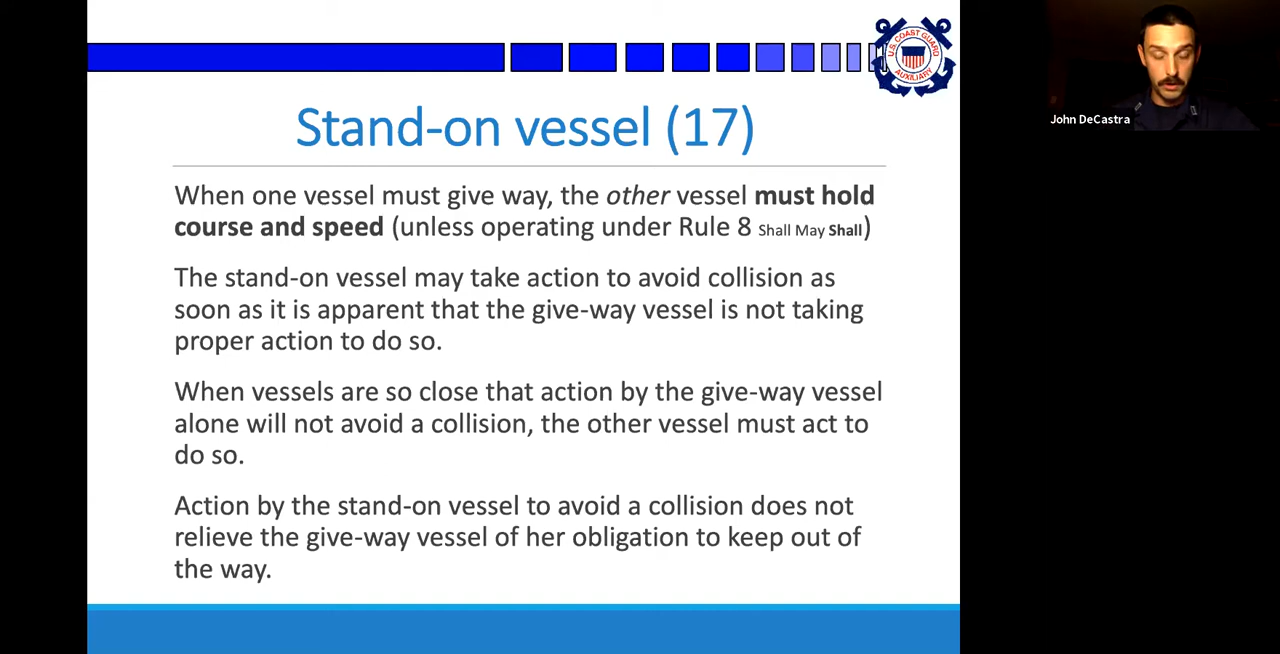 U.S. COAST GUARD
AUXILIARY
John DeCastra
Stand-on vessel (17)
When one vessel must give way, the other vessel must hold
course and speed (unless operating under Rule 8 Shall May Shall)
The stand-on vessel may take action to avoid collision as
soon as it is apparent that the give-way vessel is not taking
proper action to do so.
When vessels are so close that action by the give-way vessel
alone will not avoid a collision, the other vessel must act to
do so.
Action by the stand-on vessel to avoid a collision does not
relieve the give-way vessel of her obligation to keep out of
the way.